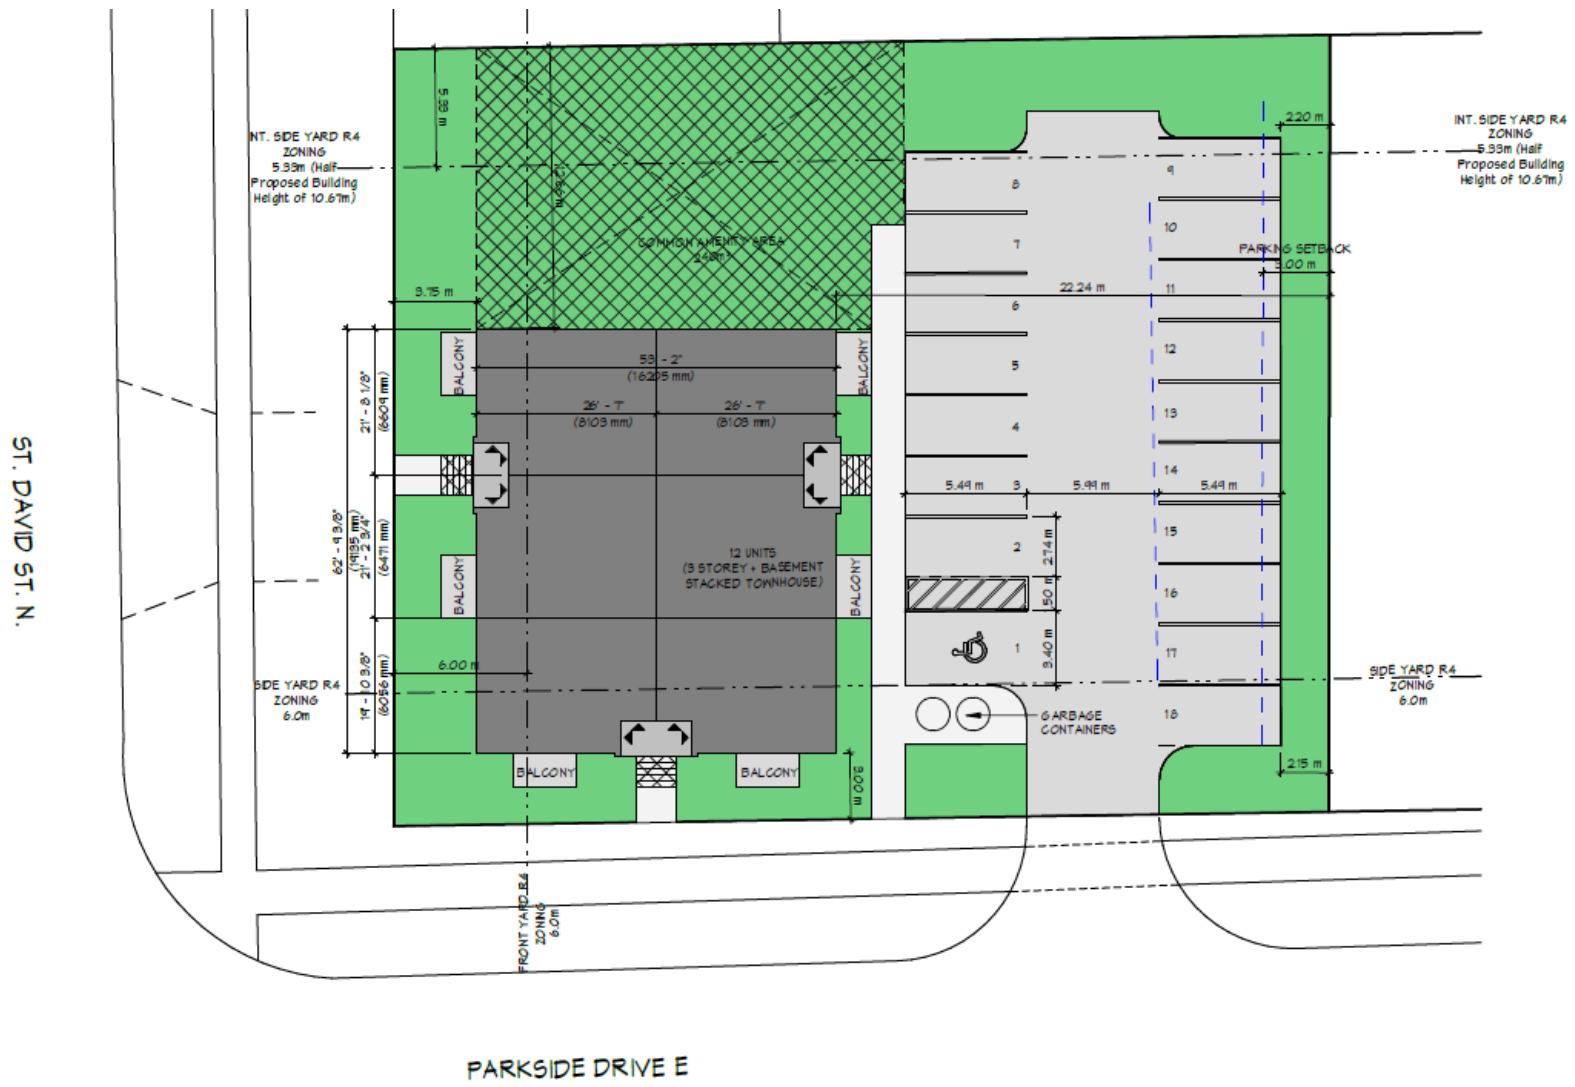 5.33 m
INT. SIDE YARD R4
ZONING
5.33m (Half
Proposed Building
Height of 10.67m)
2.20 m
INT. SIDE YARD R4
ZONING
5.33m (Half
Proposed Building
Height of 10.67m)
COMMON AMENITY AREA
240m²
PARKING SETBACK
3.00 m
3.75 m
22.24 m
8
7
6
5
4
3
2
1
9
10
11
12
13
14
15
16
17
18
BALCONY
BALCONY
53' - 2"
(16205 mm)
26' - 7"
(8103 mm)
26' - 7"
(8103 mm)
21' - 8 1/8"
(6609 mm)
62' - 9 3/8"
(19135 mm)
21' - 2 3/4"
(6471 mm)
19' - 10 3/8"
(6056 mm)
5.49 m
5.99 m
5.49 m
2.74 m
3.40 m
12 UNITS
(3 STOREY + BASEMENT
STACKED TOWNHOUSE)
BALCONY
BALCONY
6.00 m
SIDE YARD R4
ZONING
6.0m
SIDE YARD R4
ZONING
6.0m
GARBAGE
CONTAINERS
BALCONY
BALCONY
3.00 m
2.15 m
FRONT YARD R4
ZONING
6.0m
ST. DAVID ST. N.
PARKSIDE DRIVE E